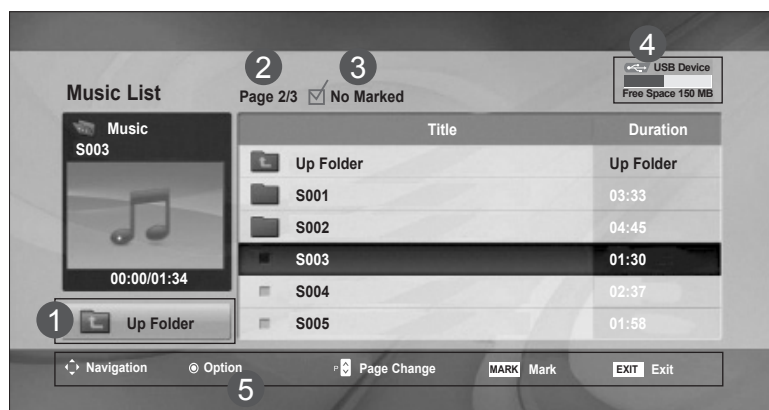 2
3
4
USB Device
Free Space 150 MB
Music List
Page 2/3
No Marked
Music
S003
00:00/01:34
1
Up Folder
Title
Duration
Up Folder
Up Folder
S001
03:33
S002
04:45
S003
01:30
S004
02:37
S005
01:58
Navigation
Option
P
Page Change
MARK Mark
EXIT Exit
5